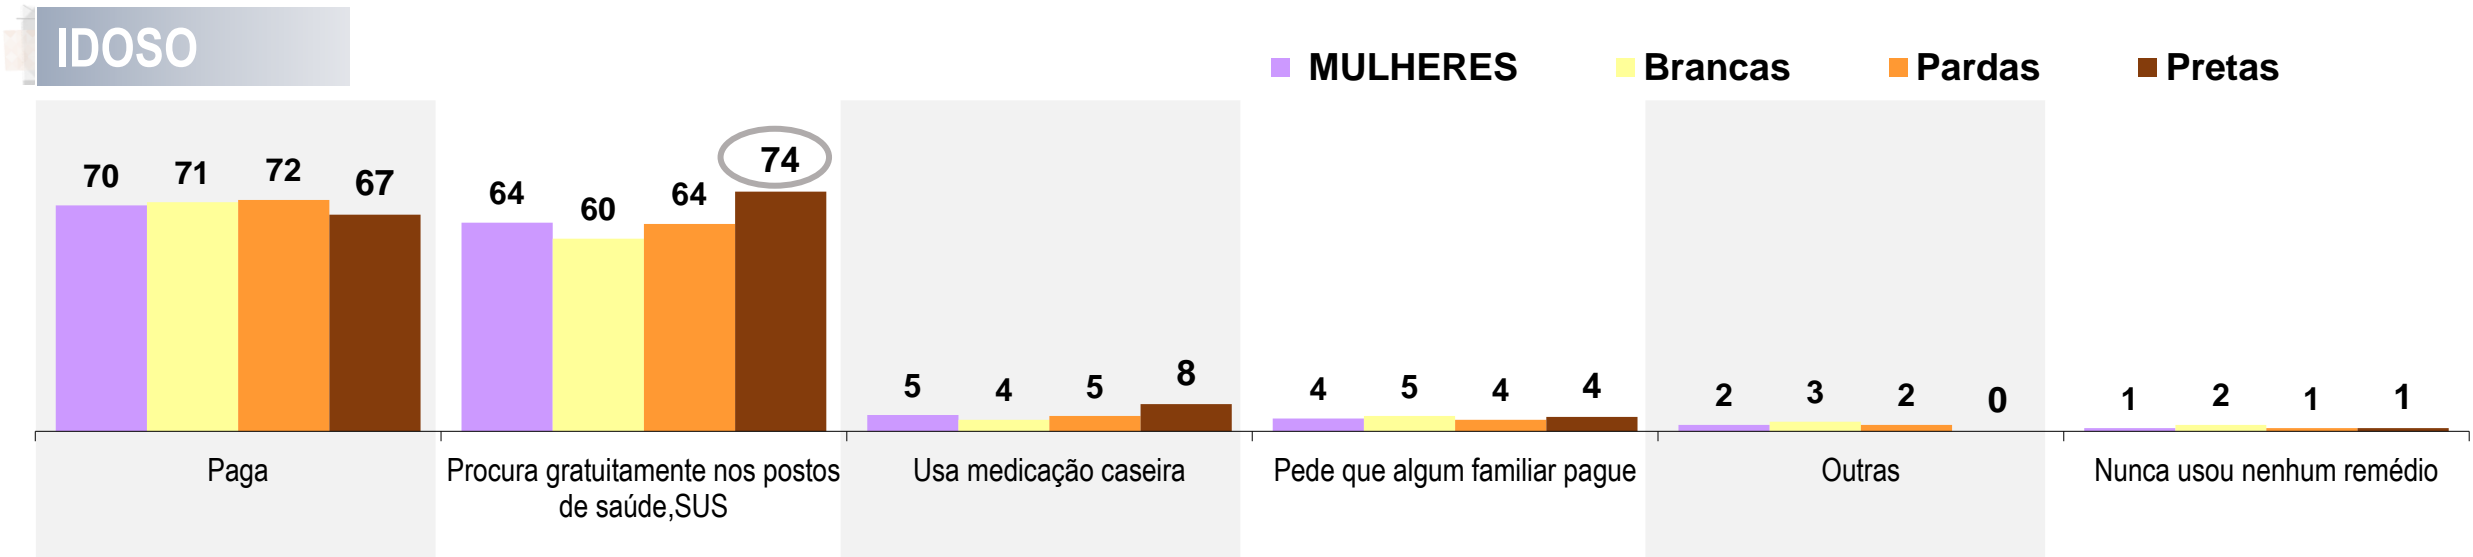 IDOSO
MULHERES Brancas Pardas Pretas
70 71 72 67
64 60 64 74
5 4 5 8
4 5 4 4
2 3 2 0
1 2 1 1
Paga
Procura gratuitamente nos postos
de saúde,SUS
Usa medicação caseira
Pede que algum familiar pague
Outras
Nunca usou nenhum remédio